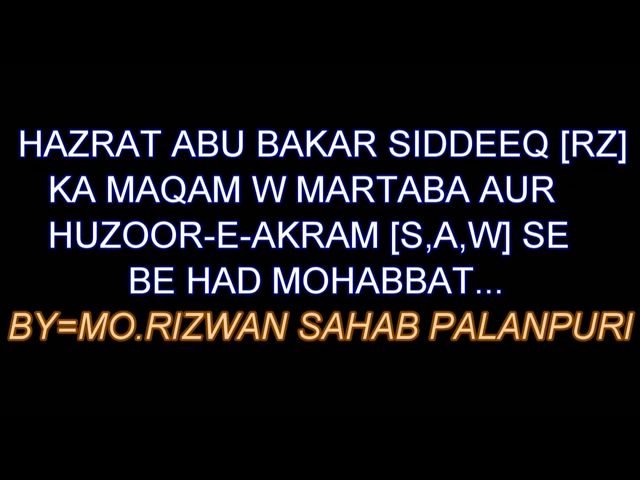 HAZRAT ABU BAKAR SIDDEEQ [RZ]
KA MAQAM W MARTABA AUR
HUZOOR-E-AKRAM [S,A,W] SE
BE HAD MOHABBAT...
BY=MO.RIZWAN SAHAB PALANPURI